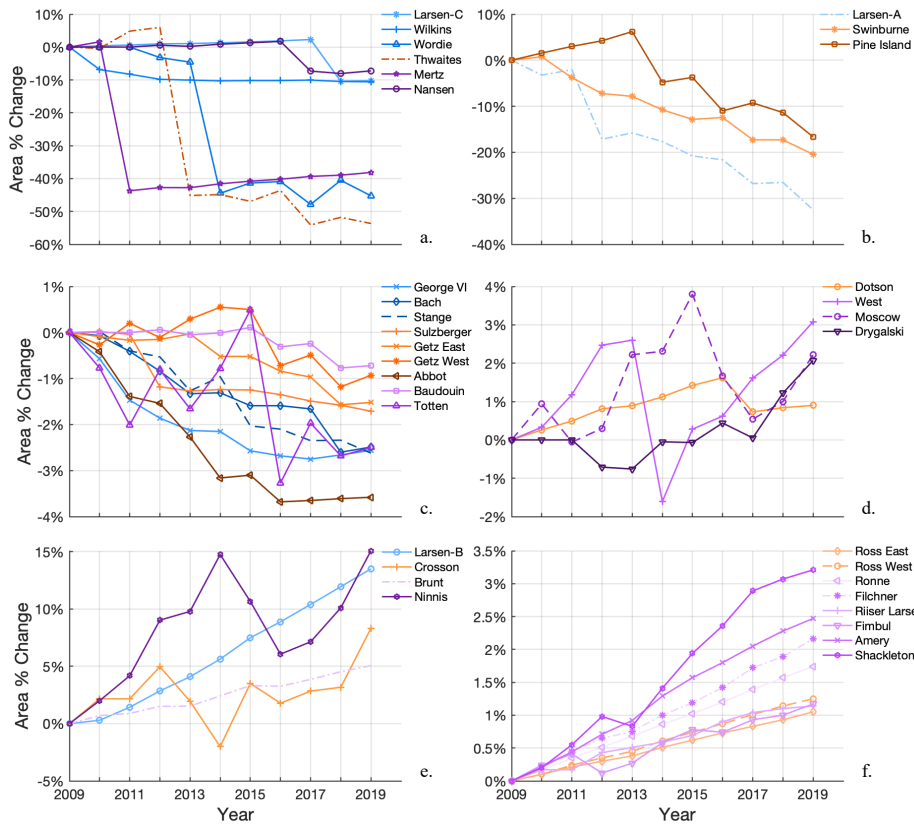 10%
0%
-10%
-20%
-30%
-40%
-50%
-60%
Area % Change
Larsen-C
Wilkins
Wordie
Thwaites
Mertz
Nansen
a.
10%
0%
-10%
-20%
-30%
-40%
Larsen-A
Swinburne
Pine Island
b.
1%
0%
-1%
-2%
-3%
-4%
Area % Change
George VI
Bach
Stange
Sulzberger
Getz East
Getz West
Abbot
Baudouin
Totten
c.
4%
3%
2%
1%
0%
-1%
-2%
Dotson
West
Moscow
Drygalski
d.
15%
10%
5%
0%
-5%
Area % Change
2009 2011 2013 2015 2017 2019
Year
Larsen-B
Crosson
Brunt
Ninnis
e.
3.5%
3%
2.5%
2%
1.5%
1%
0.5%
0%
2009 2011 2013 2015 2017 2019
Year
Ross East
Ross West
Ronne
Filchner
Riiser Larse
Fimbul
Amery
Shackleton
f.